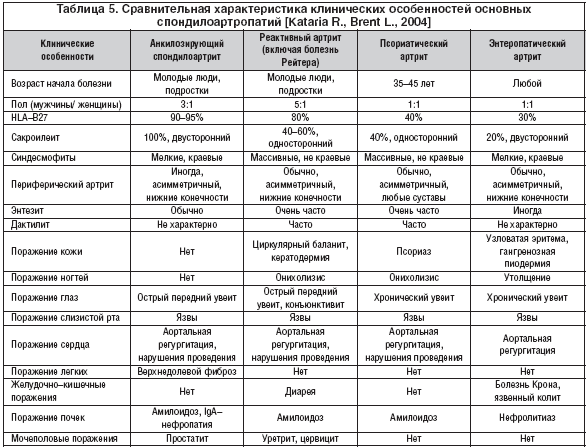 Таблица 5. Сравнительная характеристика клинических особенностей основных
спондилоартропатий [Kataria R., Brent L., 2004]
Клинические особенности
Анкилозирующий спондилоартрит
Реактивный артрит (включая болезнь Рейтера)
Псориатический артрит
Энтеропатический артрит
Возраст начала болезни
Молодые люди, подростки
Молодые люди, подростки
35–45 лет
Любой
Пол (мужчины/ женщины)
3:1
5:1
1:1
1:1
HLA–B27
90–95%
80%
40%
30%
Сакроилеит
100%, двусторонний
40–60%, односторонний
40%, односторонний
20%, двусторонний
Синдесмофиты
Мелкие, краевые
Массивные, не краевые
Массивные, не краевые
Мелкие, краевые
Периферический артрит
Иногда, асимметричный, нижние конечности
Обычно, асимметричный, нижние конечности
Обычно, асимметричный, любые суставы
Обычно, асимметричный, нижние конечности
Энтезит
Обычно
Очень часто
Очень часто
Иногда
Дактилит
Не характерно
Часто
Часто
Не характерно
Поражение кожи
Нет
Циркулярный баланит, кератодермия
Псориаз
Узловатая эритема, гангренозная пиодермия
Поражение ногтей
Нет
Онихолизис
Онихолизис
Утолщение
Поражение глаз
Острый передний увеит
Острый передний увеит, конъюнктивит
Хронический увеит
Хронический увеит
Поражение слизистой рта
Язвы
Язвы
Язвы
Язвы
Поражение сердца
Аортальная регургитация, нарушения проведения
Аортальная регургитация, нарушения проведения
Аортальная регургитация, нарушения проведения
Аортальная регургитация
Поражение легких
Верхнедолевой фиброз
Нет
Нет
Нет
Желудочно–кишечные поражения
Нет
Диарея
Нет
Болезнь Крона, язвенный колит
Поражение почек
Амилоидоз, IgA–нефропатия
Амилоидоз
Амилоидоз
Нефролитиаз
Мочеполовые поражения
Простатит
Уретрит, цервицит
Нет
Нет